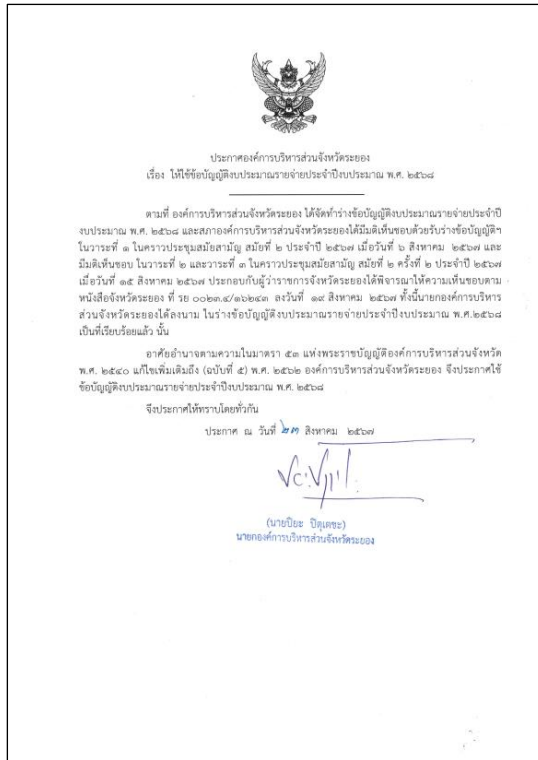 ประกาศองค์การบริหารส่วนจังหวัดระยอง
เรื่อง ให้ใช้ข้อบัญญัติงบประมาณรายจ่ายประจำปีงบประมาณ พ.ศ. ๒๕๖๘
ตามที่ องค์การบริหารส่วนจังหวัดระยอง ได้จัดทำร่างข้อบัญญัติงบประมาณรายจ่ายประจำปี
งบประมาณ พ.ศ. ๒๕๖๘ และสภาองค์การบริหารส่วนจังหวัดระยองได้มีมติเห็นชอบด้วยรับร่างข้อบัญญัติฯ
ในวาระที่ ๑ ในคราวประชุมสมัยสามัญ สมัยที่ ๒ ประจำปี ๒๕๖๗ เมื่อวันที่ ๖ สิงหาคม ๒๕๖๗ และ
มีมติเห็นชอบ ในวาระที่ ๒ และวาระที่ ๓ ในคราวประชุมสมัยสามัญ สมัยที่ ๒ ครั้งที่ ๒ ประจำปี ๒๕๖๗
เมื่อวันที่ ๑๕ สิงหาคม ๒๕๖๗ ประกอบกับผู้ว่าราชการจังหวัดระยองได้พิจารณาให้ความเห็นชอบตาม
หนังสือจังหวัดระยอง ที่ รย ๐๐๒๓.๔/๑๖๒๔๓ ลงวันที่ ๑๙ สิงหาคม ๒๕๖๗ ทั้งนี้นายกองค์การบริหาร
ส่วนจังหวัดระยองได้ลงนาม ในร่างข้อบัญญัติงบประมาณรายจ่ายประจำปีงบประมาณ พ.ศ.๒๕๖๘
เป็นที่เรียบร้อยแล้ว นั้น
อาศัยอำนาจตามความในมาตรา ๕๓ แห่งพระราชบัญญัติองค์การบริหารส่วนจังหวัด
พ.ศ. ๒๕๔๐ แก้ไขเพิ่มเติมถึง (ฉบับที่ ๕) พ.ศ. ๒๕๖๒ องค์การบริหารส่วนจังหวัดระยอง จึงประกาศใช้
ข้อบัญญัติงบประมาณรายจ่ายประจำปีงบประมาณ พ.ศ. ๒๕๖๘
จึงประกาศให้ทราบโดยทั่วกัน
ประกาศ ณ วันที่ ๒๓ สิงหาคม ๒๕๖๗
(นายปิยะ ปิตุเตชะ)
นายกองค์การบริหารส่วนจังหวัดระยอง